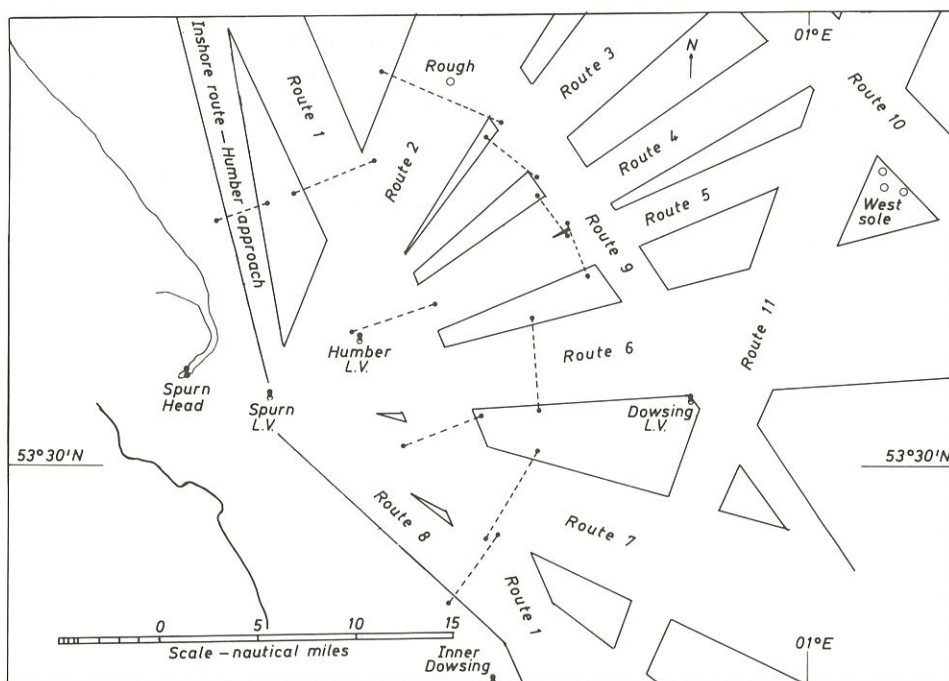 01°E
Inshore route – Humber approach
Route 1
Rough
Route 3
N
Route 10
Route 2
Route 4
Route 5
West
sole
Route 9
Route 11
Humber
L.V.
Route 6
Spurn
Head
Spurn
L.V.
Dowsing
L.V.
53°30'N
53°30'N
Route 8
Route 7
Route 1
0 5 10 15
Scale – nautical miles
Inner
Dowsing
01°E